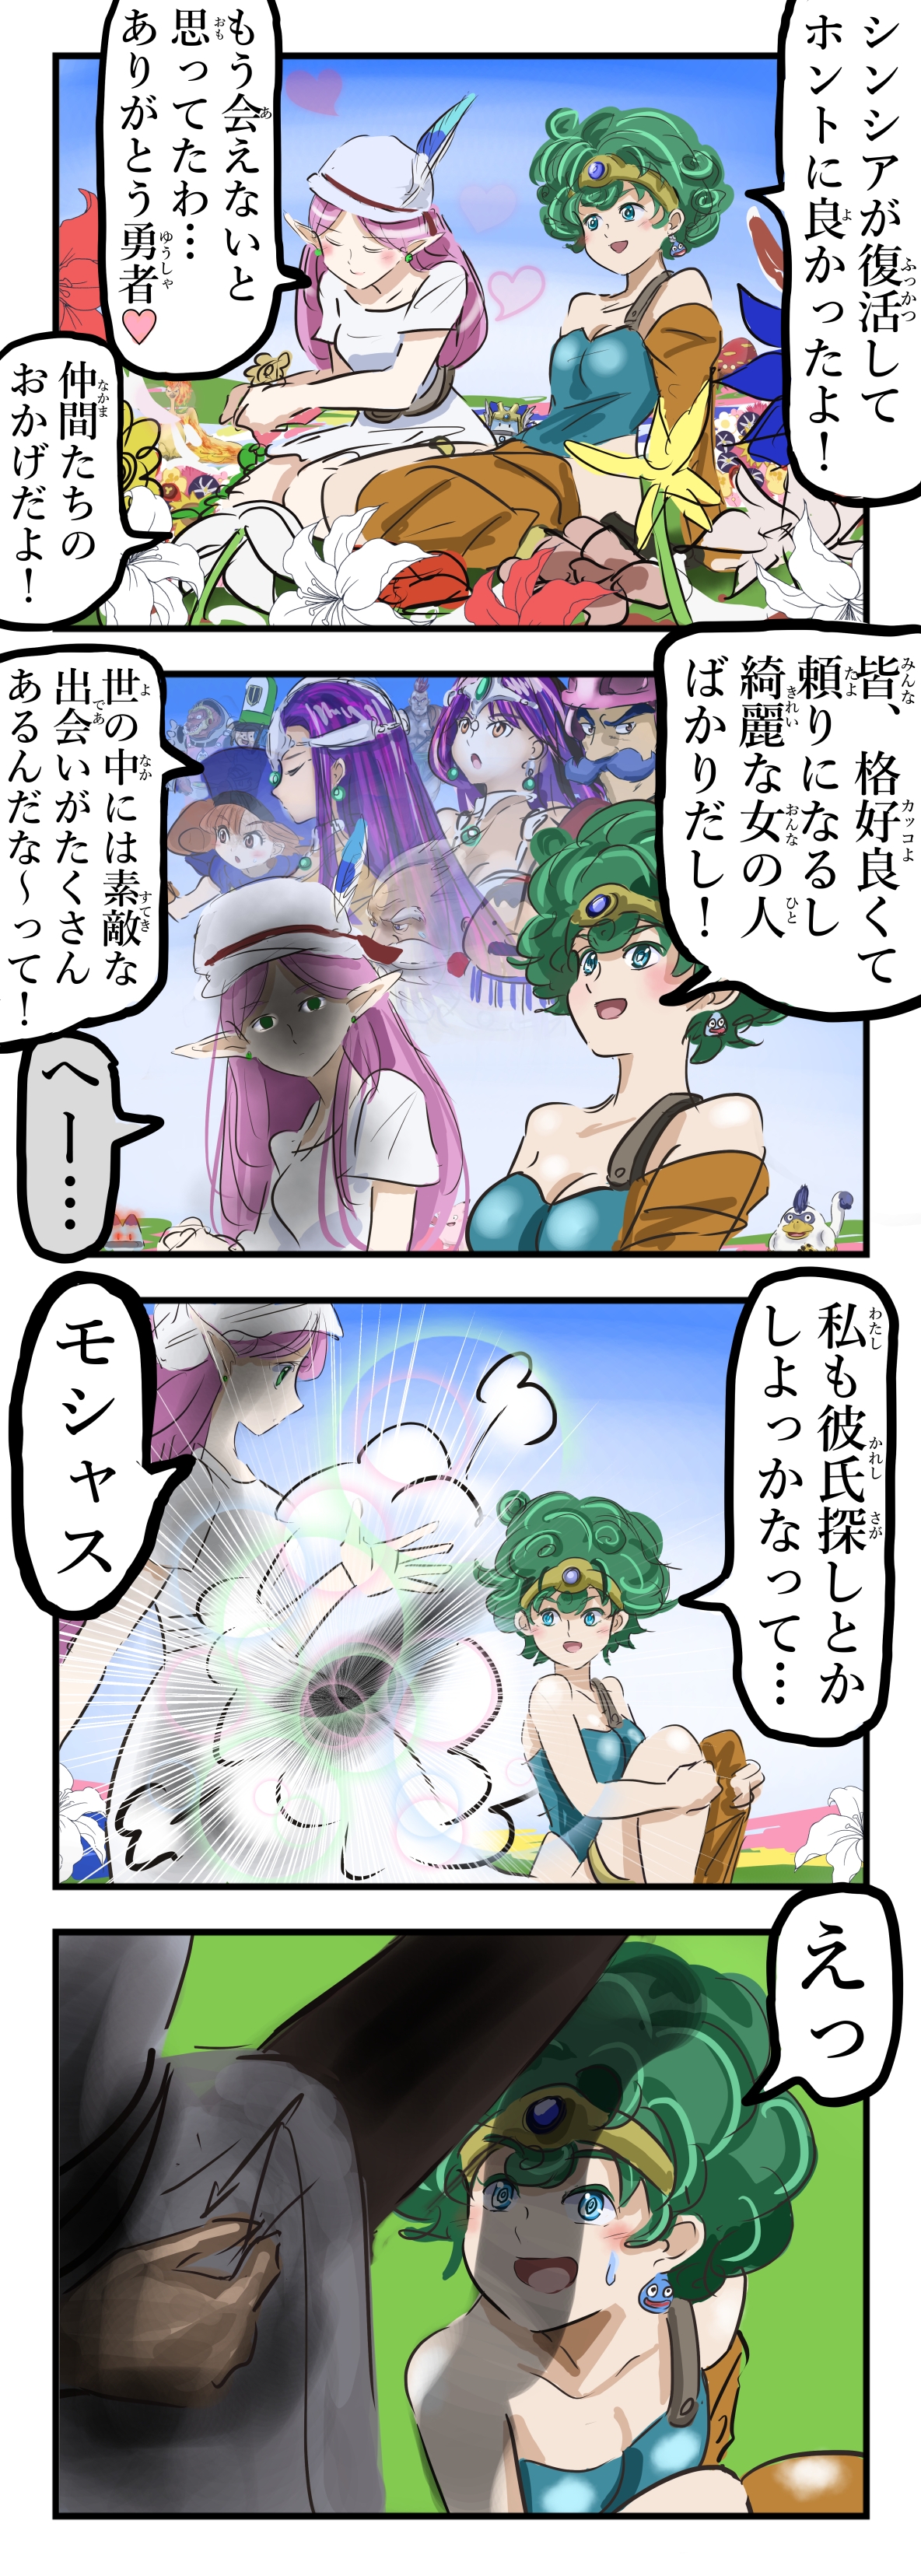 シンシアが復活して
ホントに良かったよ！
もう会えないと
思ってたわ…
ありがとう勇者♥
仲間たちの
おかげだよ！
皆、格好良くて
頼りになるし
綺麗な女の人
ばかりだし！
世の中には素敵な
出会いがたくさん
あるんだな～って！
へー……
私も彼氏探しとか
しよっかなって…
モシャス
えっ